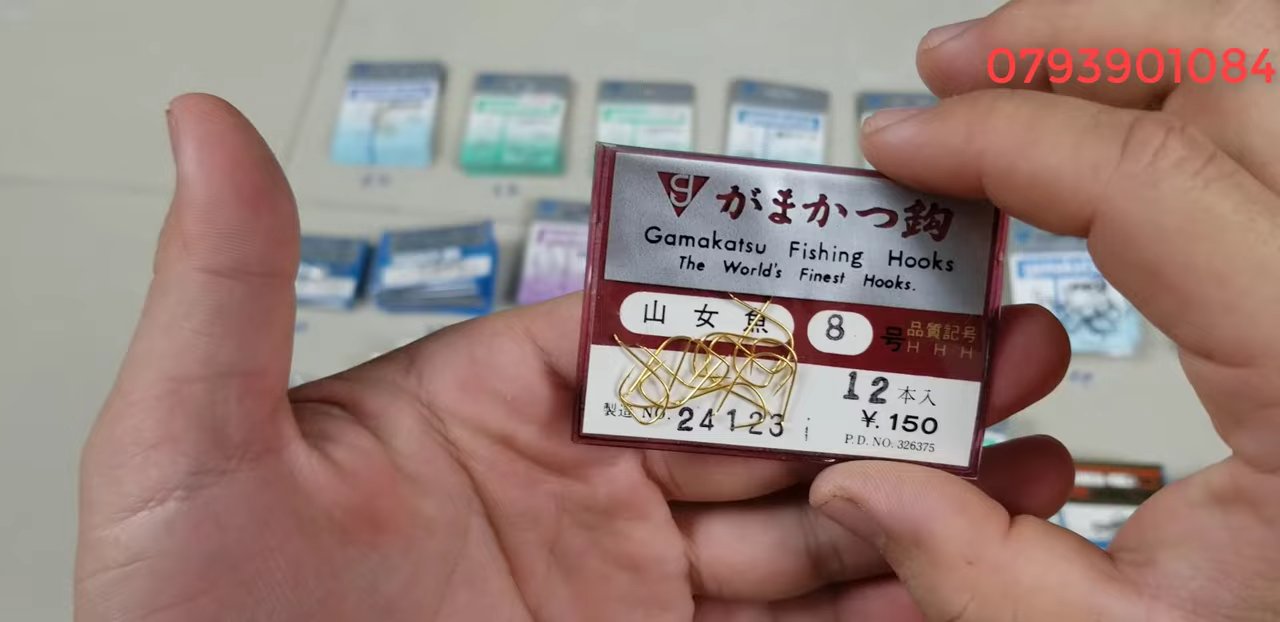 0793901084
g がまかつ鈎
Gamakatsu Fishing Hooks
The World's Finest Hooks.
山女魚 8 号 品質記号
H H H
12 本入
製造 NO. 24123
¥. 150
P.D. NO. 326375